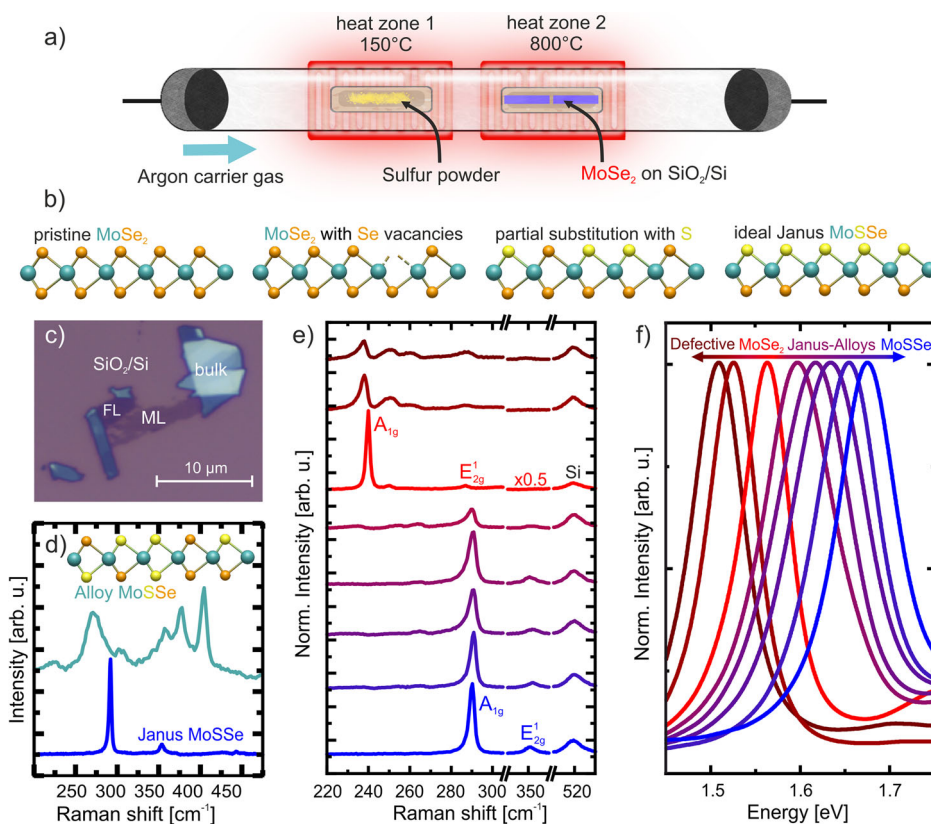 a)
heat zone 1
150°C
heat zone 2
800°C
Argon carrier gas
Sulfur powder
MoSe₂ on SiO₂/Si
b)
pristine MoSe₂
MoSe₂ with Se vacancies
partial substitution with S
ideal Janus MoSSe
c)
SiO₂/Si
bulk
FL
ML
10 µm
d)
Alloy MoSSe
Janus MoSSe
Intensity [arb. u.]
250 300 350 400 450
Raman shift [cm⁻¹]
e)
A₁g
E¹₂g
x0.5
Si
A₁g
E¹₂g
Norm. Intensity [arb. u.]
220 240 260 280 300 350 520
Raman shift [cm⁻¹]
f)
Defective MoSe₂ Janus-Alloys MoSSe
Norm. Intensity [arb. u.]
1.5 1.6 1.7
Energy [eV]